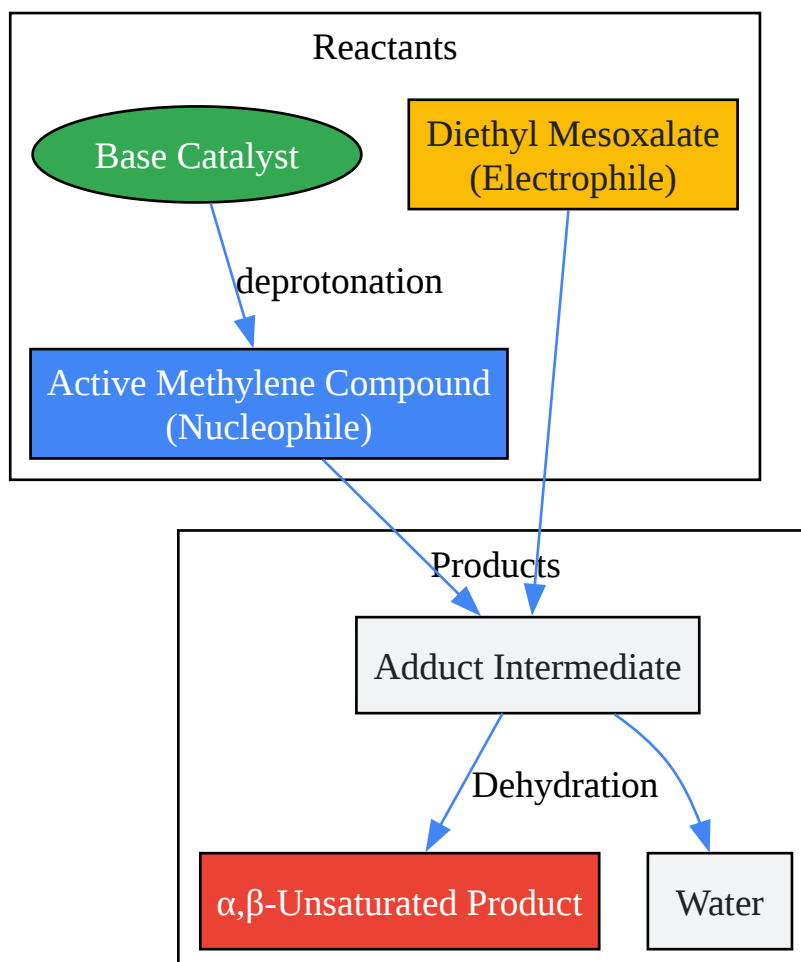 Reactants
Base Catalyst
Diethyl Mesoxalate
(Electrophile)
deprotonation
Active Methylene Compound
(Nucleophile)
Products
Adduct Intermediate
Dehydration
α,β-Unsaturated Product
Water